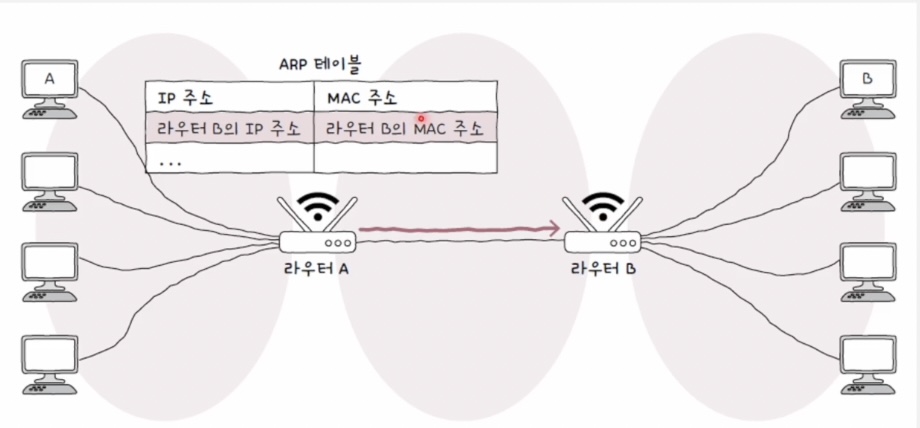 ARP 테이블
A
B
IP 주소 MAC 주소
라우터 B의 IP 주소 라우터 B의 MAC 주소
...
라우터 A
라우터 B